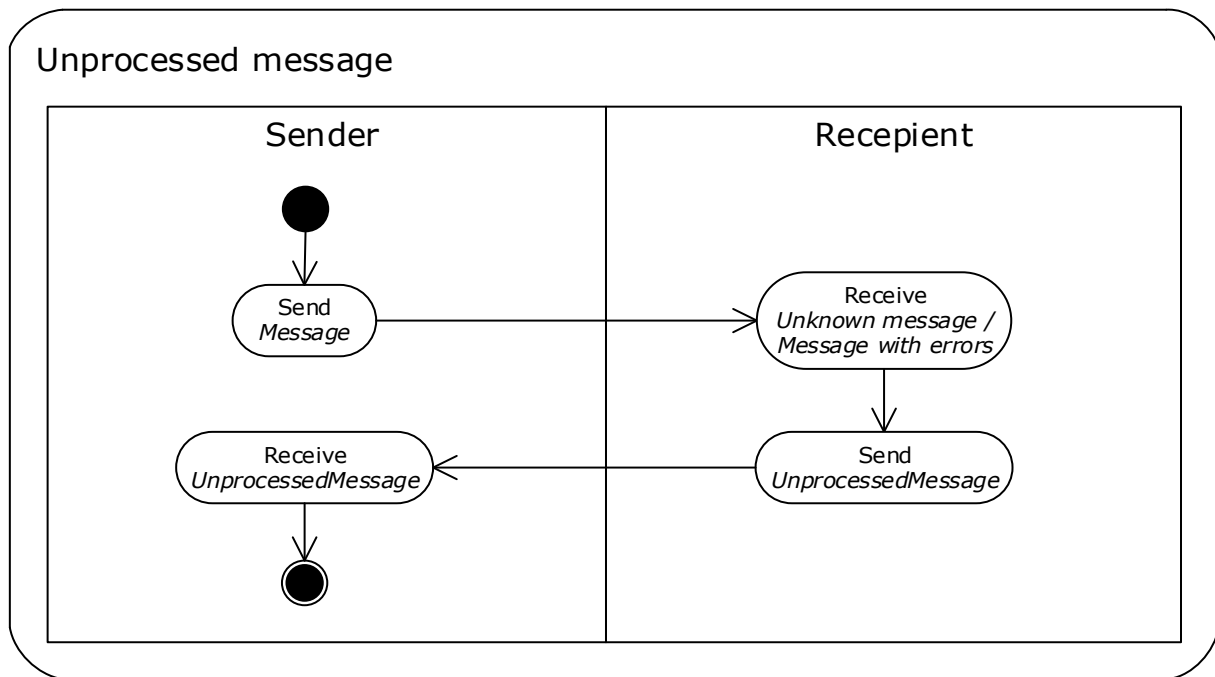 Unprocessed message
Sender
Recepient
Send
Message
Receive
Unknown message /
Message with errors
Receive
UnprocessedMessage
Send
UnprocessedMessage